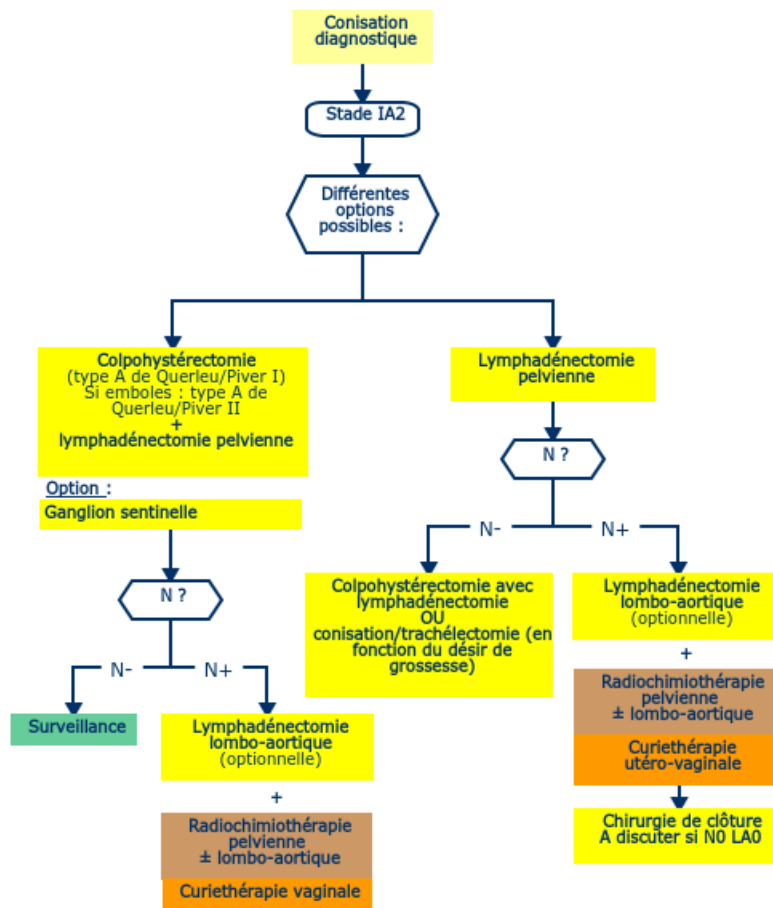 Conisation
diagnostique
Stade IA2
Différentes
options
possibles :
Colpohystérectomie
(type A de Querleu/Piver I)
Si emboles : type A de
Querleu/Piver II
+
lymphadénectomie pelvienne
Option :
Ganglion sentinelle
N ?
N-
N+
Surveillance
Lymphadénectomie
lombo-aortique
(optionnelle)
+
Radiochimiothérapie
pelvienne
± lombo-aortique
Curiethérapie vaginale
Lymphadénectomie
pelvienne
N ?
N-
N+
Colpohystérectomie avec
lymphadénectomie
OU
conisation/trachélectomie (en
fonction du désir de
grossesse)
Lymphadénectomie
lombo-aortique
(optionnelle)
+
Radiochimiothérapie
pelvienne
± lombo-aortique
Curiethérapie
utéro-vaginale
Chirurgie de clôture
A discuter si N0 LA0